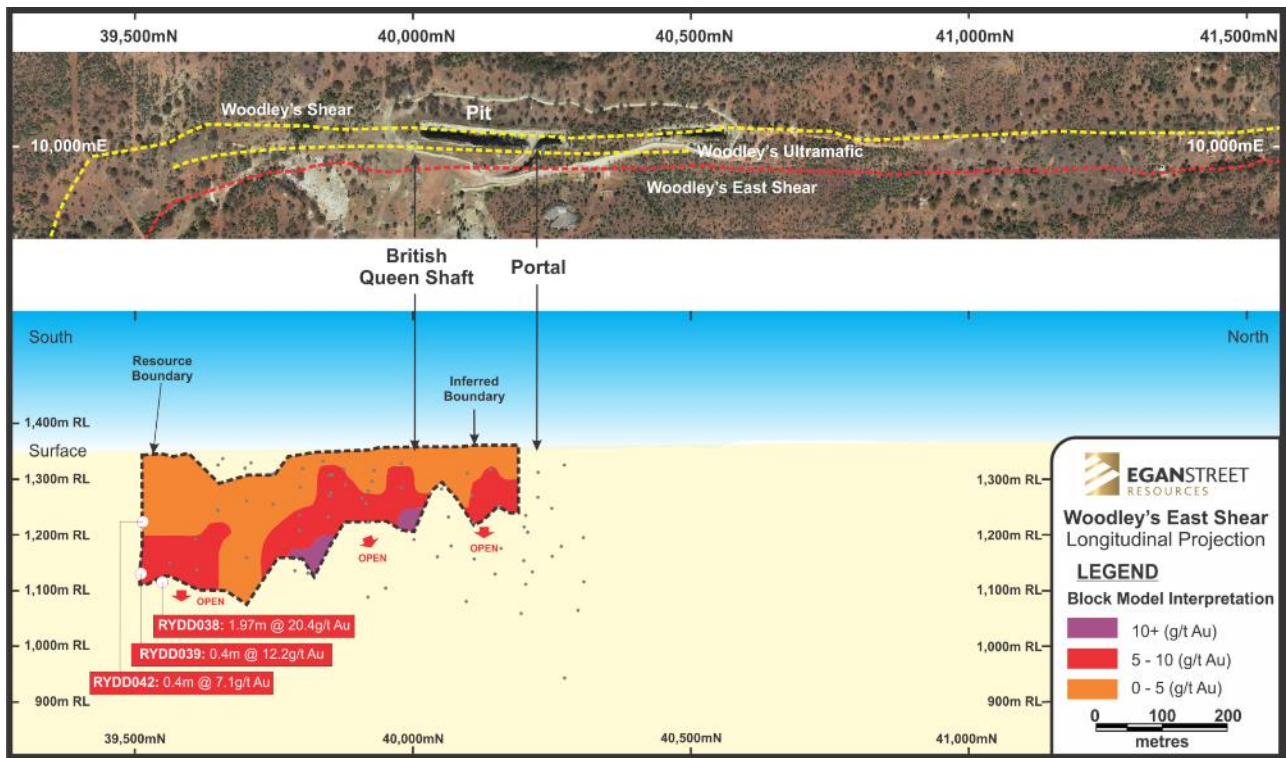 39,500mN 40,000mN 40,500mN 41,000mN 41,500mN
Woodley's Shear
Pit
10,000mE
10,000mE
Woodley's Ultramafic
Woodley's East Shear
British
Queen Shaft
Portal
South
North
Resource
Boundary
Inferred
Boundary
1,400m RL
Surface
1,300m RL
1,200m RL
1,100m RL
1,000m RL
900m RL
OPEN
OPEN
OPEN
RYDD038: 1.97m @ 20.4g/t Au
RYDD039: 0.4m @ 12.2g/t Au
RYDD042: 0.4m @ 7.1g/t Au
1,300m RL
1,200m RL
1,100m RL
1,000m RL
900m RL
39,500mN 40,000mN 40,500mN 41,000mN
EGANSTREET
RESOURCES
Woodley's East Shear
Longitudinal Projection
LEGEND
Block Model Interpretation
10+ (g/t Au)
5 - 10 (g/t Au)
0 - 5 (g/t Au)
0 100 200
metres